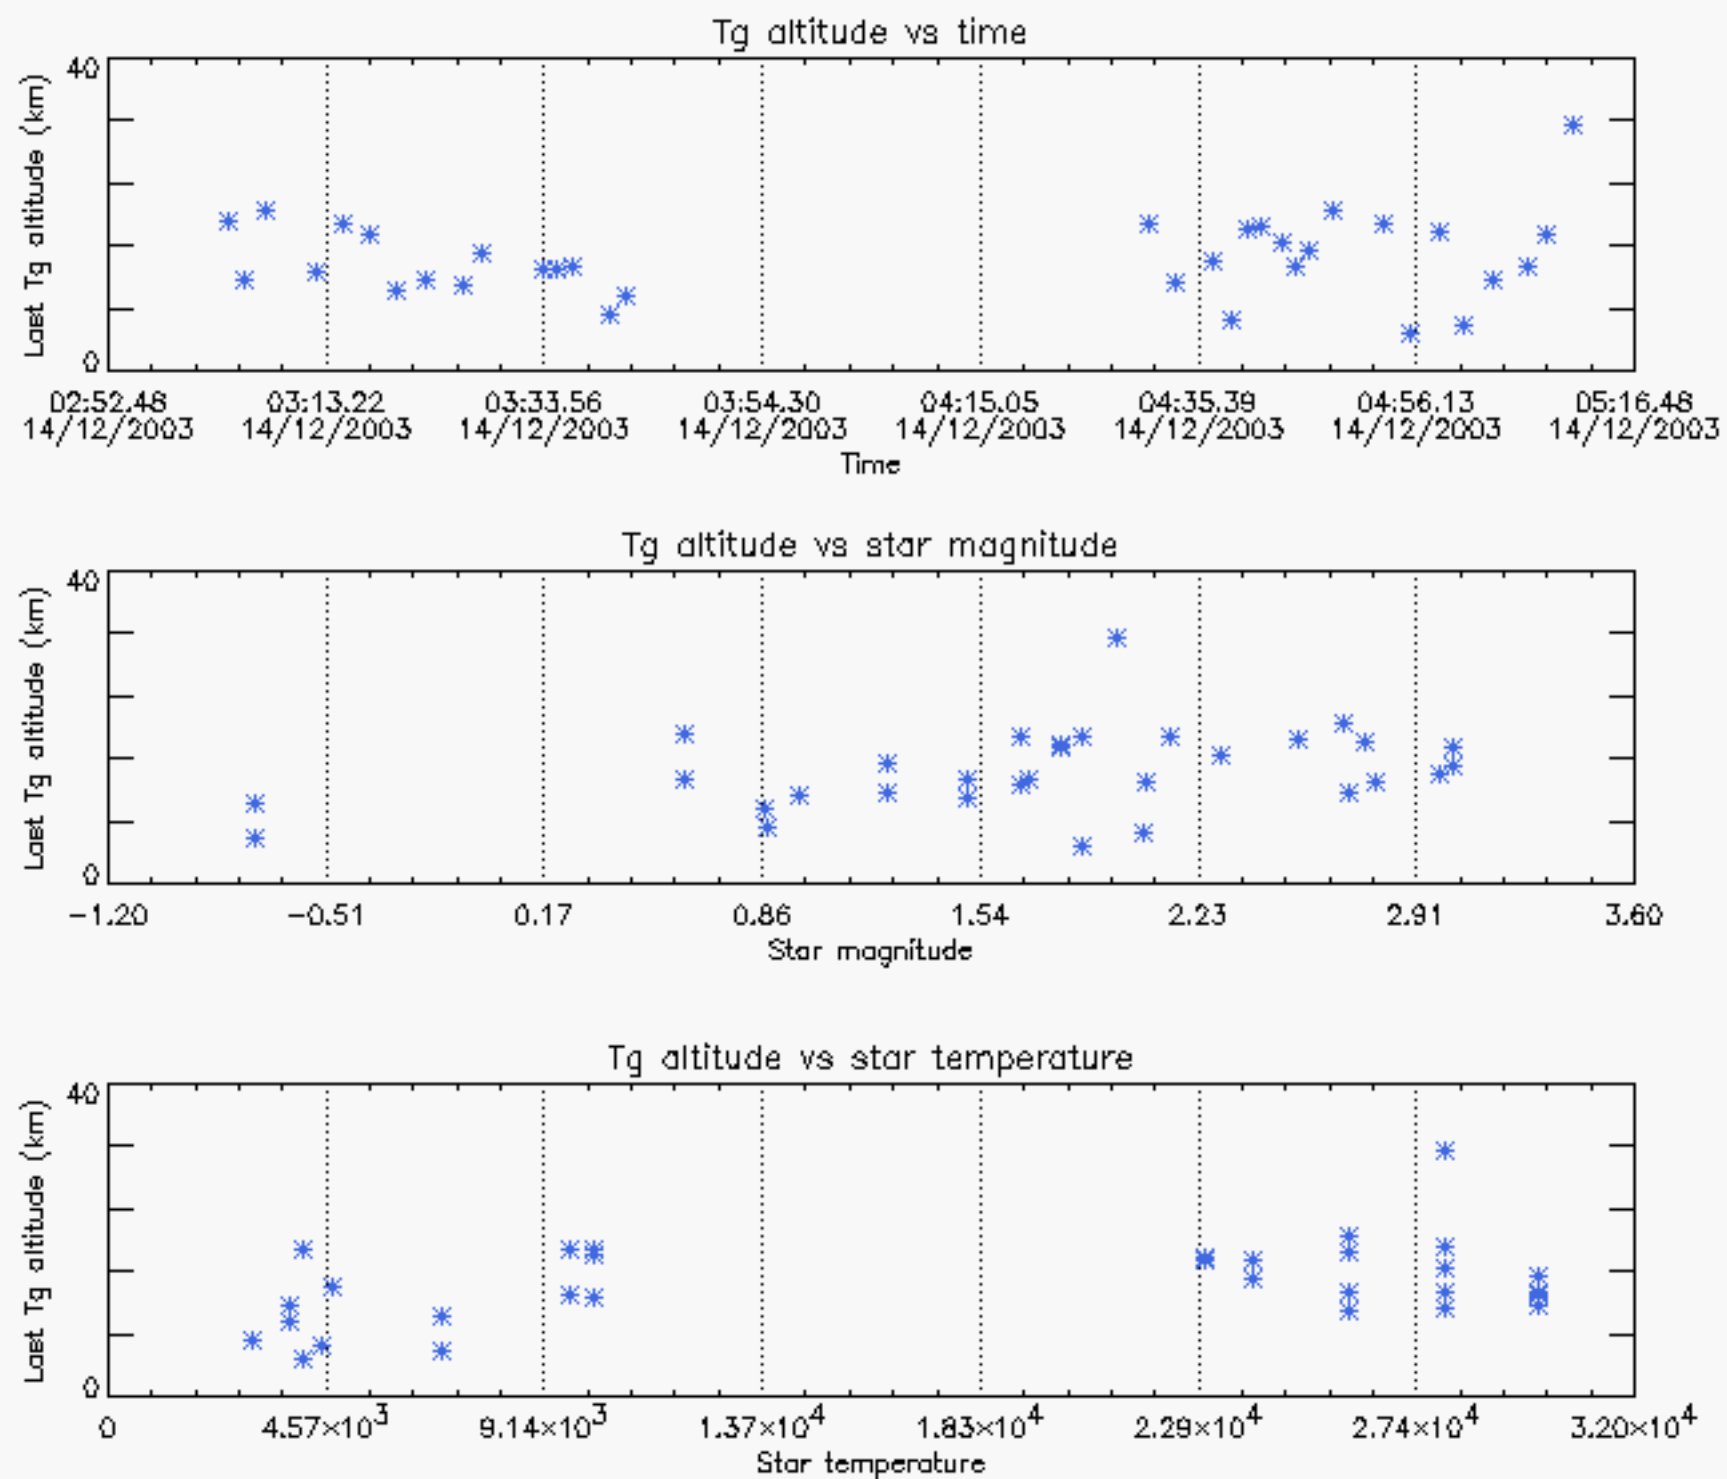 Tg altitude vs time
40
Last Tg altitude (km)
0
02:52.48 03:13.22 03:33.56 03:54.30 04:15.05 04:35.39 04:56.13 05:16.48
14/12/2003 14/12/2003 14/12/2003 14/12/2003 14/12/2003 14/12/2003 14/12/2003 14/12/2003
Time
Tg altitude vs star magnitude
40
Last Tg altitude (km)
0
-1.20 -0.51 0.17 0.86 1.54 2.23 2.91 3.60
Star magnitude
Tg altitude vs star temperature
40
Last Tg altitude (km)
0
0 4.57×10³ 9.14×10³ 1.37×10⁴ 1.83×10⁴ 2.29×10⁴ 2.74×10⁴ 3.20×10⁴
Star temperature